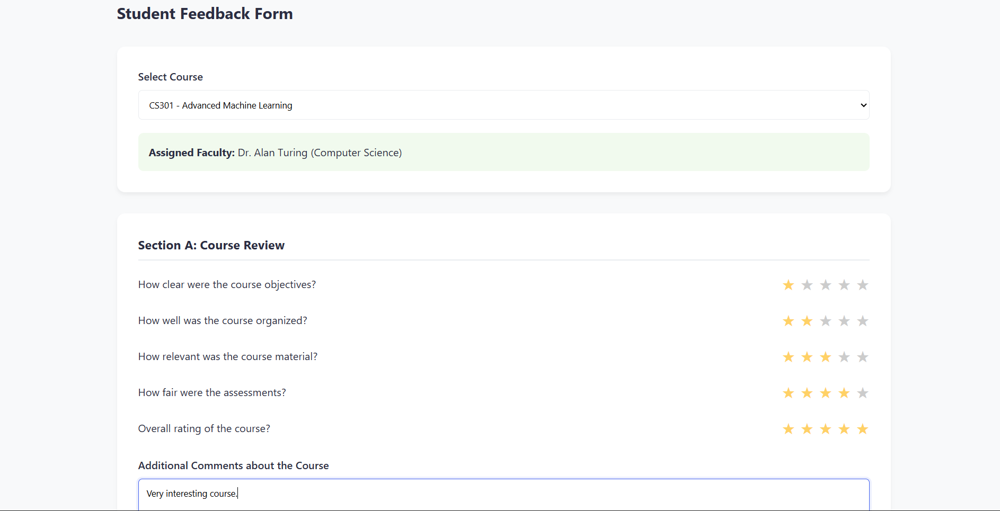 Student Feedback Form
Select Course
CS301 - Advanced Machine Learning
Assigned Faculty: Dr. Alan Turing (Computer Science)
Section A: Course Review
How clear were the course objectives?
How well was the course organized?
How relevant was the course material?
How fair were the assessments?
Overall rating of the course?
Additional Comments about the Course
Very interesting course.